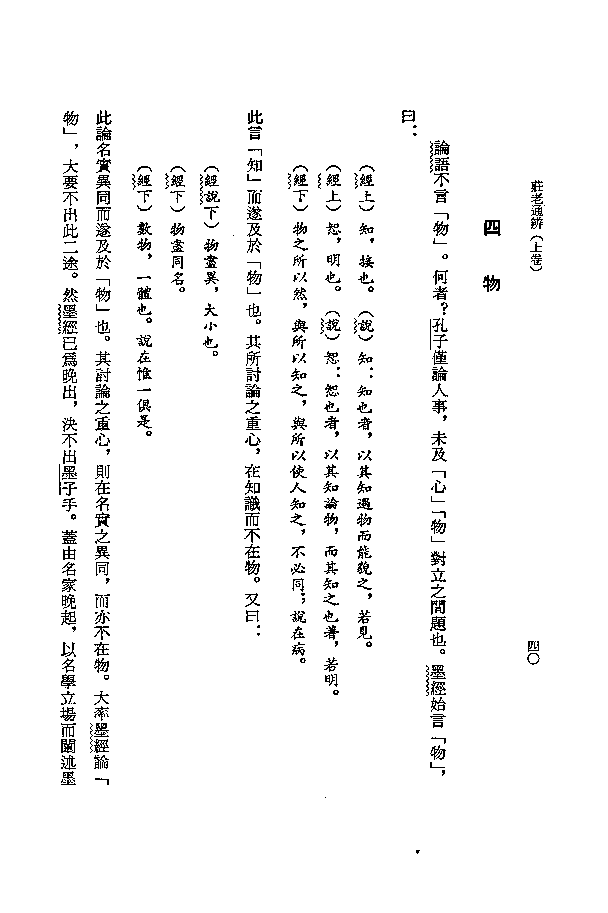 莊老通辨（上卷）
四〇
四　物
論語不言「物」。何者？孔子僅論人事，未及「心」「物」對立之問題也。墨經始言「物」，
曰：
（經上）知，接也。（說）知：知也者，以其知過物而能貌之，若見。
（經上）恕，明也。（說）恕：恕也者，以其知論物，而其知之也著，若明。
（經下）物之所以然，與所以知之，與所以使人知之，不必同；說在病。
此言「知」而遂及於「物」也。其所討論之重心，在知識而不在物。又曰：
（經說下）物盡異，大小也。
（經下）物盡同名。
（經下）數物，一體也。說在惟一俱是。
此論名實異同而遂及於「物」也。其討論之重心，則在名實之異同，而亦不在物。大率墨經論「
物」，大要不出此二途。然墨經已為晚出，決不出墨子手。蓋由名家晚起，以名學立場而闡述墨